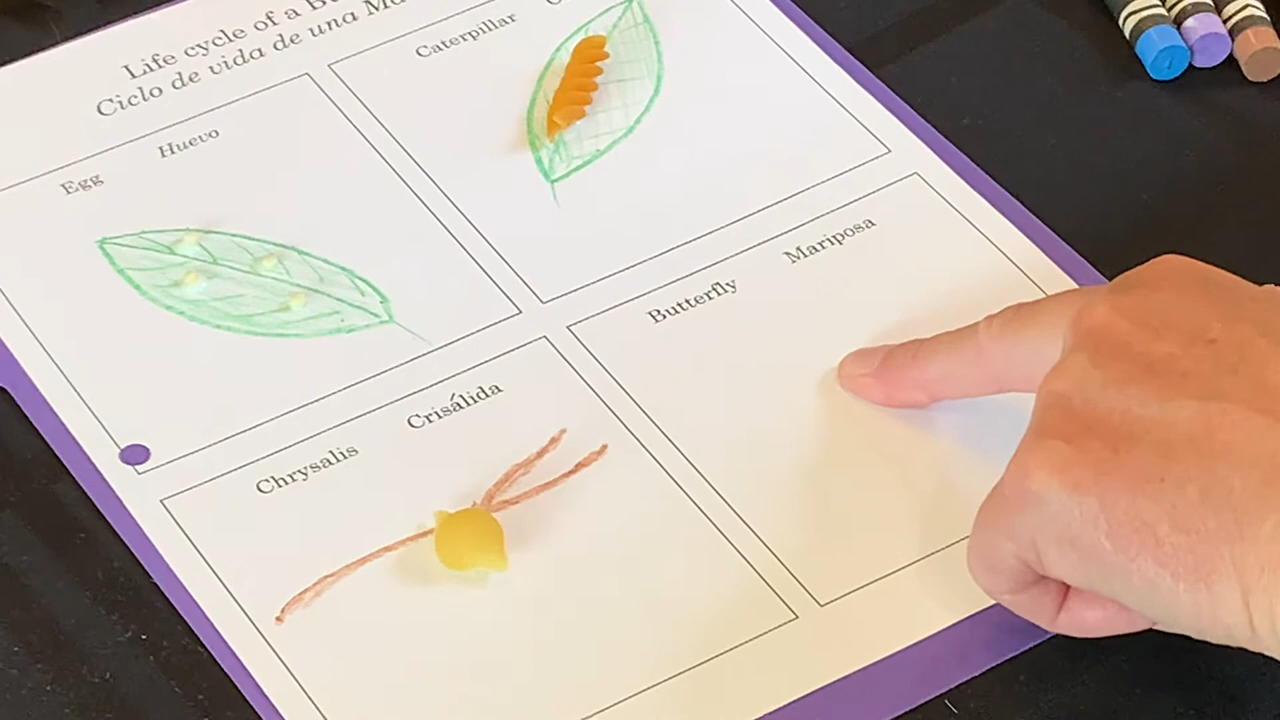 Life cycle of a
Ciclo de vida de una
Egg Huevo
Caterpillar
Chrysalis Crisálida
Butterfly Mariposa